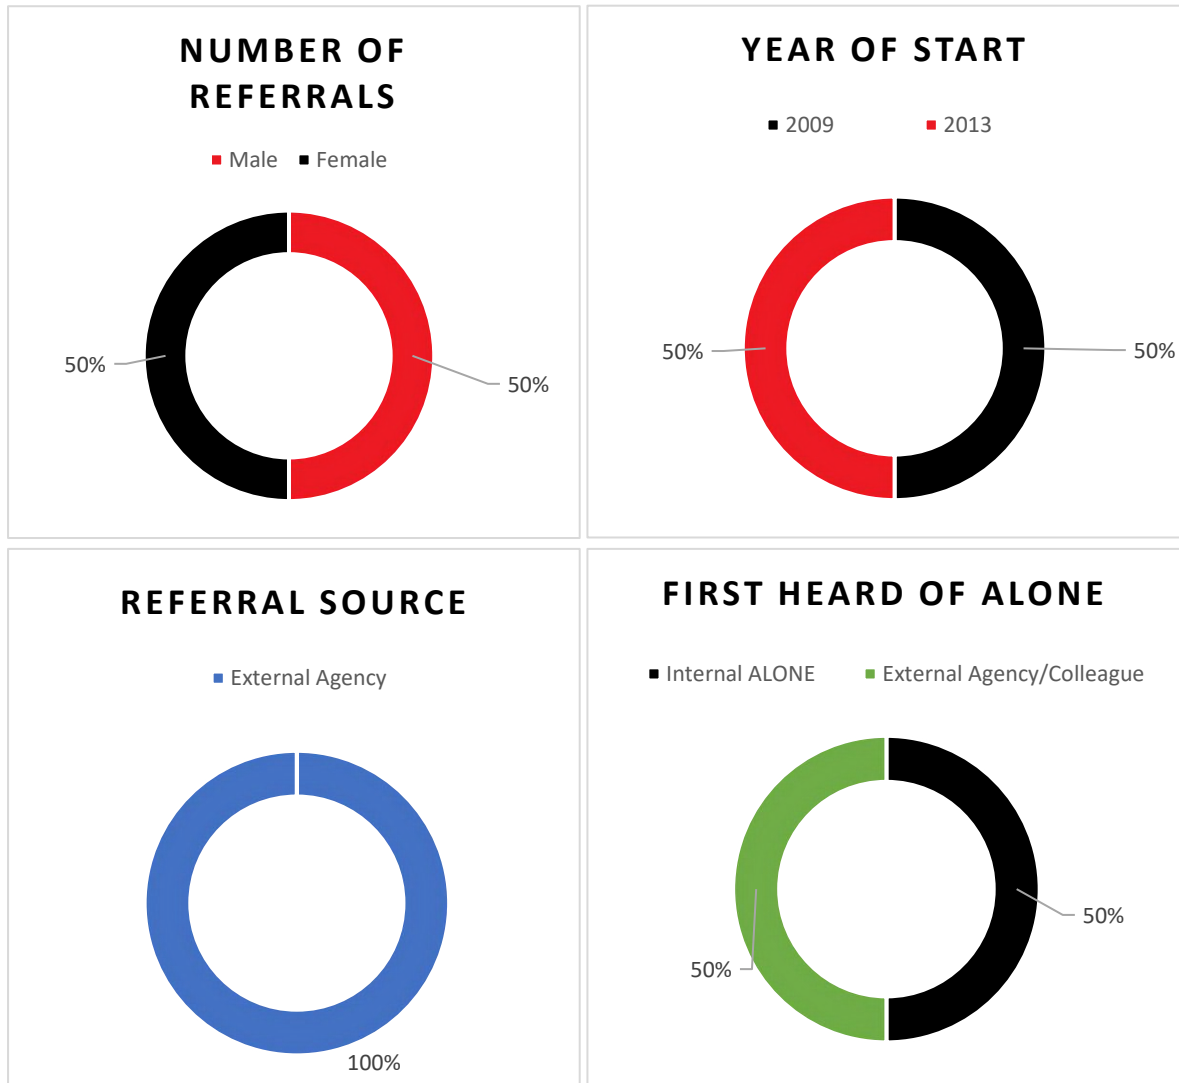 NUMBER OF
REFERRALS
Male Female
50%
50%
YEAR OF START
2009 2013
50%
50%
REFERRAL SOURCE
External Agency
100%
FIRST HEARD OF ALONE
Internal ALONE External Agency/Colleague
50%
50%